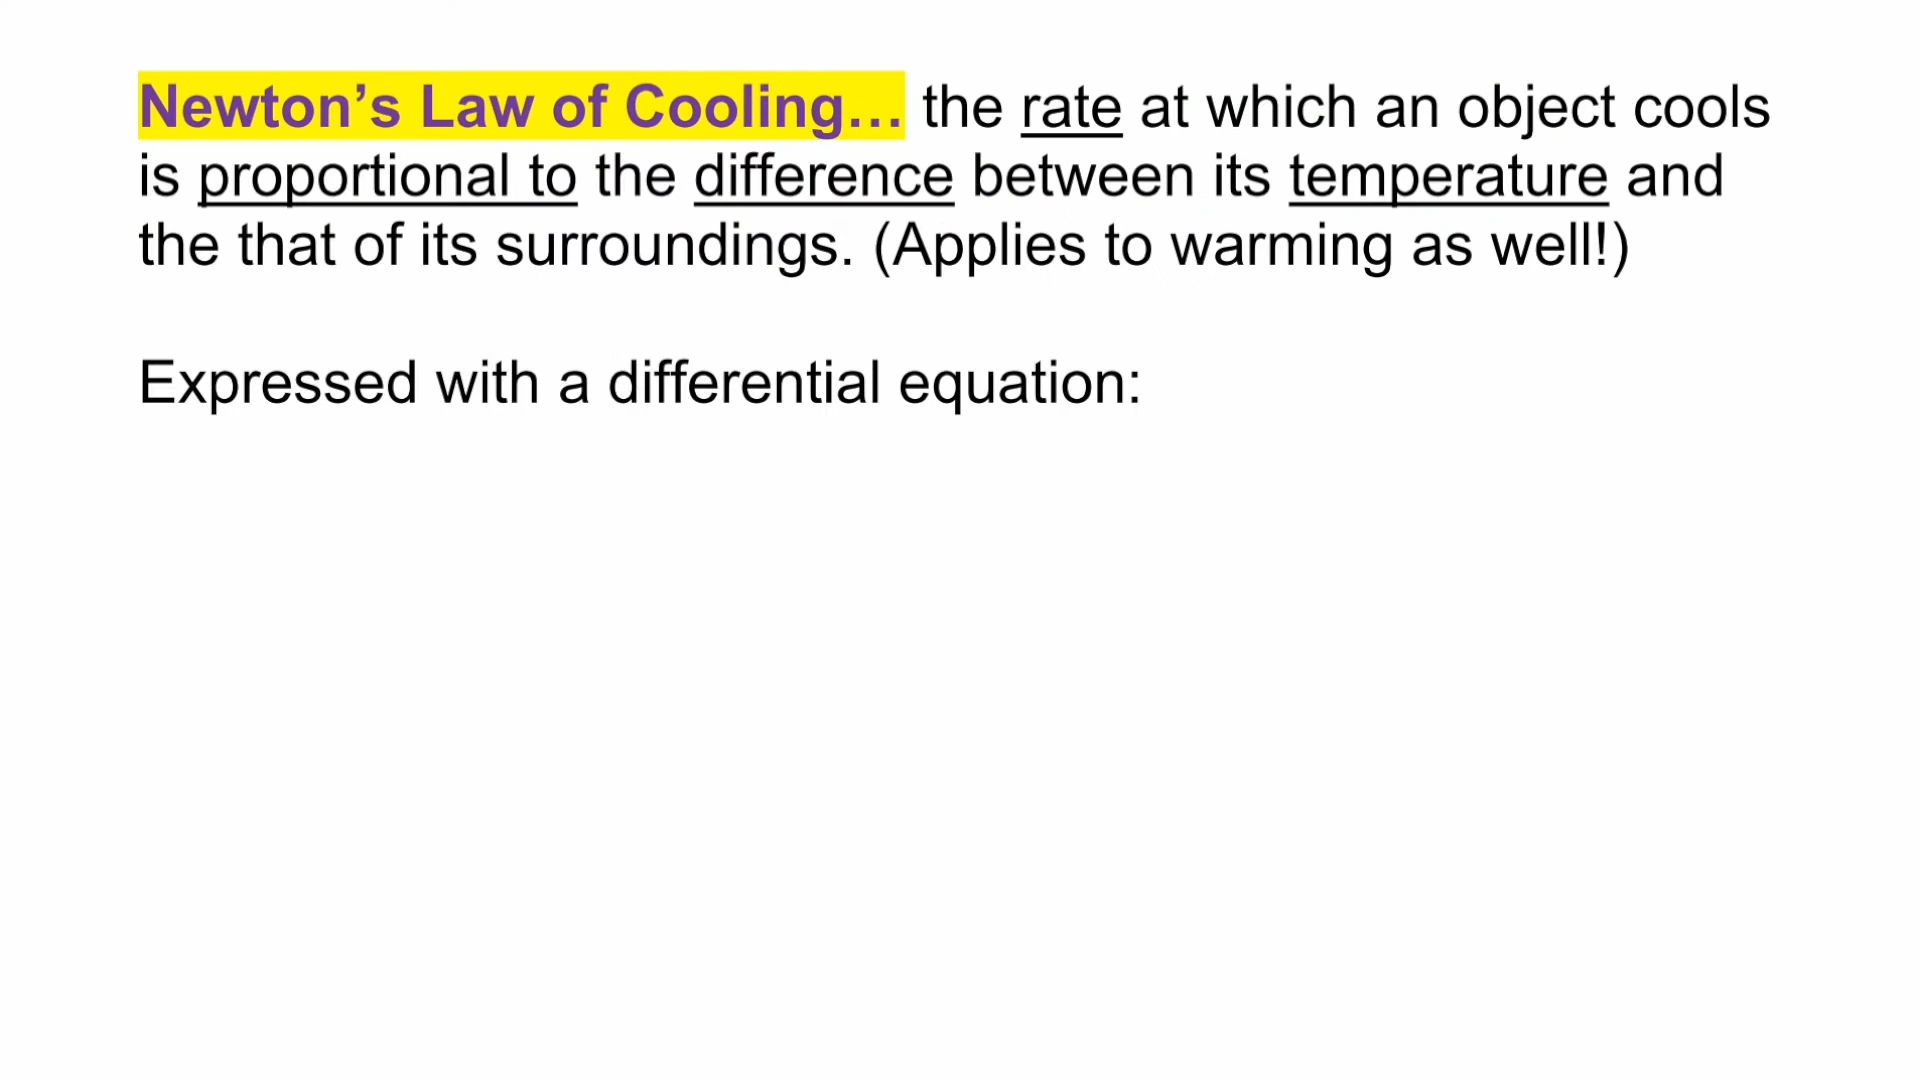 Newton’s Law of Cooling… the rate at which an object cools
is proportional to the difference between its temperature and
the that of its surroundings. (Applies to warming as well!)
Expressed with a differential equation: